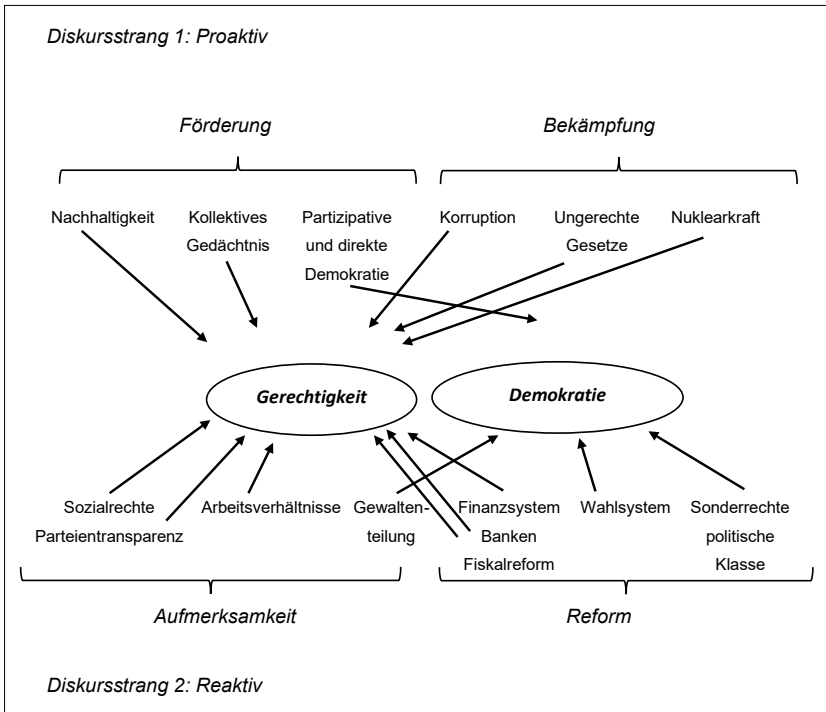 Diskursstrang 1: Proaktiv
Förderung
Bekämpfung
Nachhaltigkeit
Kollektives
Gedächtnis
Partizipative
und direkte
Demokratie
Korruption
Ungerechte
Gesetze
Nuklearkraft
Gerechtigkeit
Demokratie
Sozialrechte
Parteientransparenz
Arbeitsverhältnisse
Gewalten-
teilung
Finanzsystem
Banken
Fiskalreform
Wahlsystem
Sonderrechte
politische
Klasse
Aufmerksamkeit
Reform
Diskursstrang 2: Reaktiv